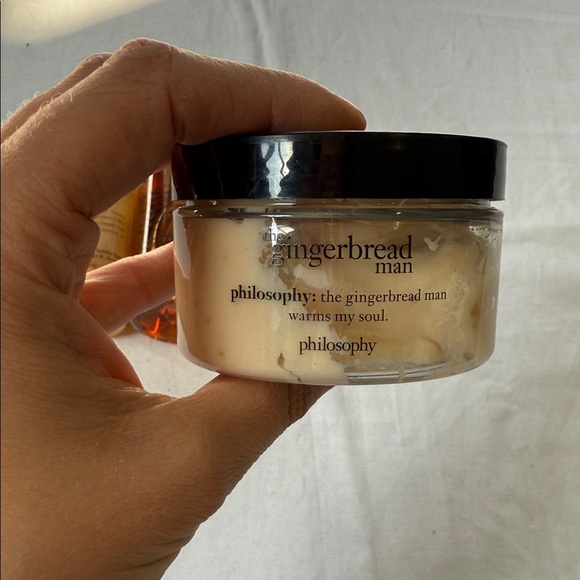 the
gingerbread
man
philosophy: the gingerbread man
warms my soul.
philosophy